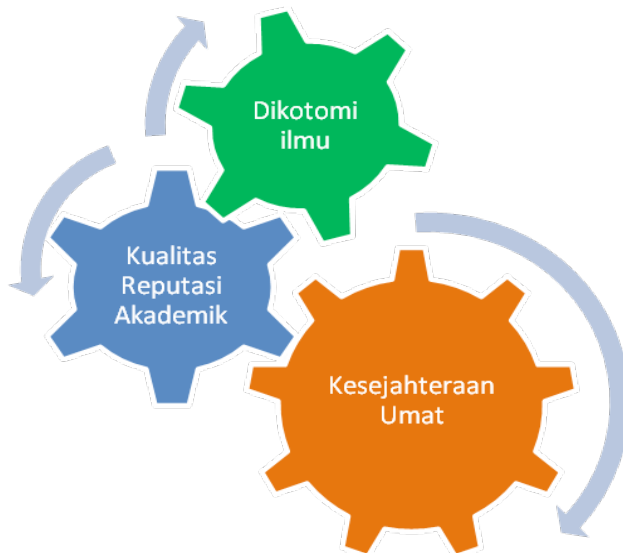 Dikotomi
ilmu
Kualitas
Reputasi
Akademik
Kesejahteraan
Umat